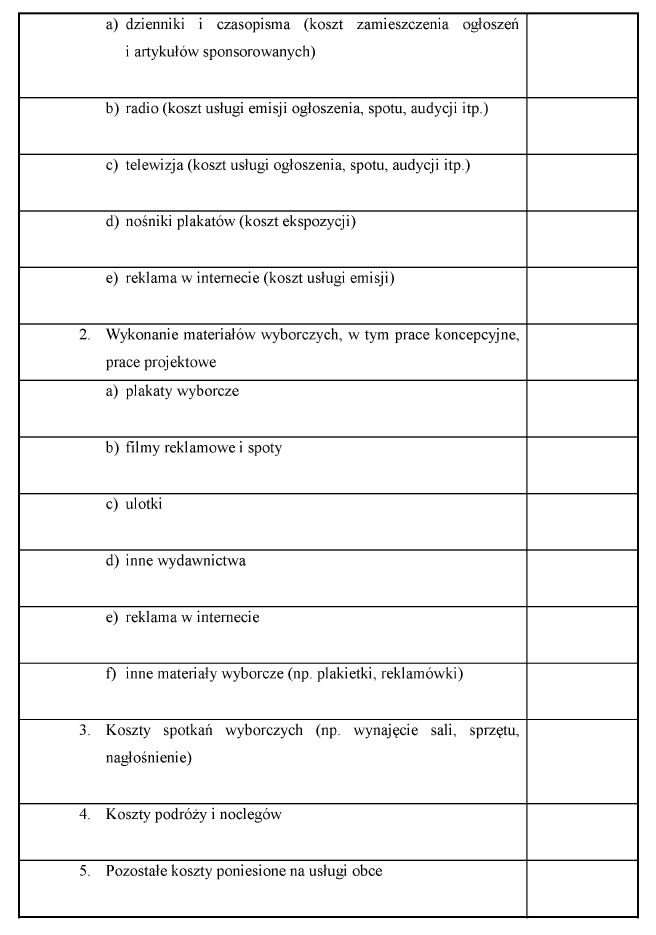 a) dzienniki i czasopisma (koszt zamieszczenia ogłoszeń
i artykułów sponsorowanych)
b) radio (koszt usługi emisji ogłoszenia, spotu, audycji itp.)
c) telewizja (koszt usługi ogłoszenia, spotu, audycji itp.)
d) nośniki plakatów (koszt ekspozycji)
e) reklama w internecie (koszt usługi emisji)
2. Wykonanie materiałów wyborczych, w tym prace koncepcyjne,
prace projektowe
a) plakaty wyborcze
b) filmy reklamowe i spoty
c) ulotki
d) inne wydawnictwa
e) reklama w internecie
f) inne materiały wyborcze (np. plakietki, reklamówki)
3. Koszty spotkań wyborczych (np. wynajęcie sali, sprzętu,
nagłośnienie)
4. Koszty podróży i noclegów
5. Pozostałe koszty poniesione na usługi obce